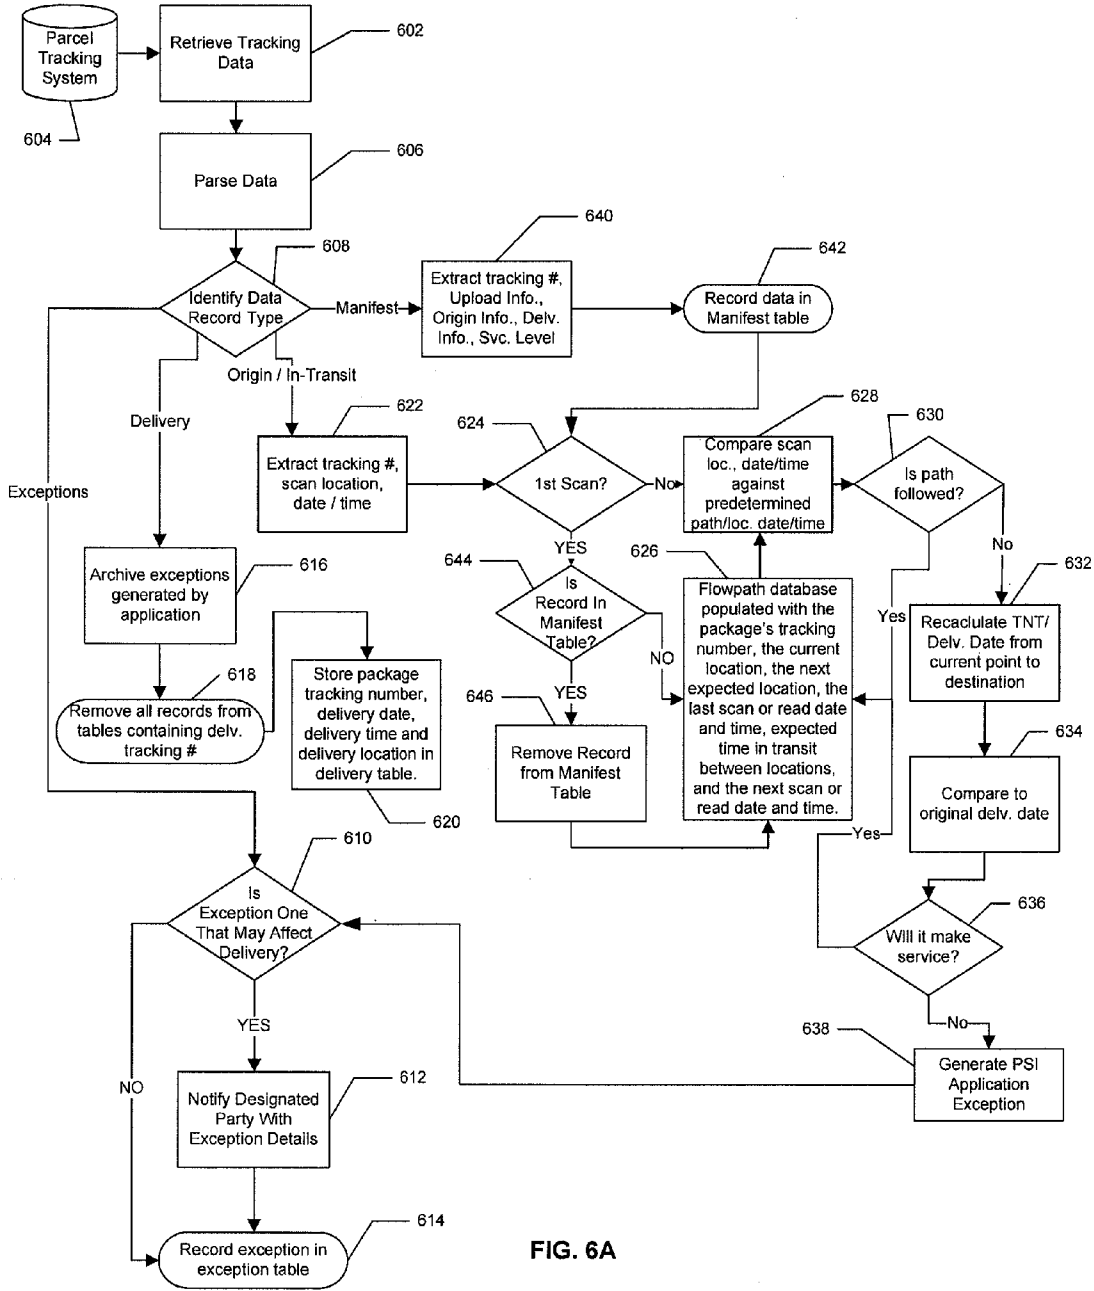 Parcel
Tracking
System
604
Retrieve Tracking
Data
602
Parse Data
606
Identify Data
Record Type
608
Manifest
Extract tracking #,
Upload Info.,
Origin Info., Delv.
Info., Svc. Level
640
Record data in
Manifest table
642
Origin / In-Transit
Delivery
Exceptions
Extract tracking #,
scan location,
date / time
622
1st Scan?
624
No
Compare scan
loc., date/time
against
predetermined
path/loc. date/time
628
Is path
followed?
630
YES
No
Yes
Archive exceptions
generated by
application
616
Remove all records from
tables containing delv.
tracking #
618
Store package
tracking number,
delivery date,
delivery time and
delivery location in
delivery table.
620
Is
Record In
Manifest
Table?
644
NO
YES
Remove Record
from Manifest
Table
646
Flowpath database
populated with the
package's tracking
number, the current
location, the next
expected location, the
last scan or read date
and time, expected
time in transit
between locations,
and the next scan or
read date and time.
626
Recaclulate TNT/
Delv. Date from
current point to
destination
632
Compare to
original delv. date
634
Will it make
service?
636
Yes
No
Generate PSI
Application
Exception
638
Is
Exception One
That May Affect
Delivery?
610
YES
NO
Notify Designated
Party With
Exception Details
612
Record exception in
exception table
614
FIG. 6A